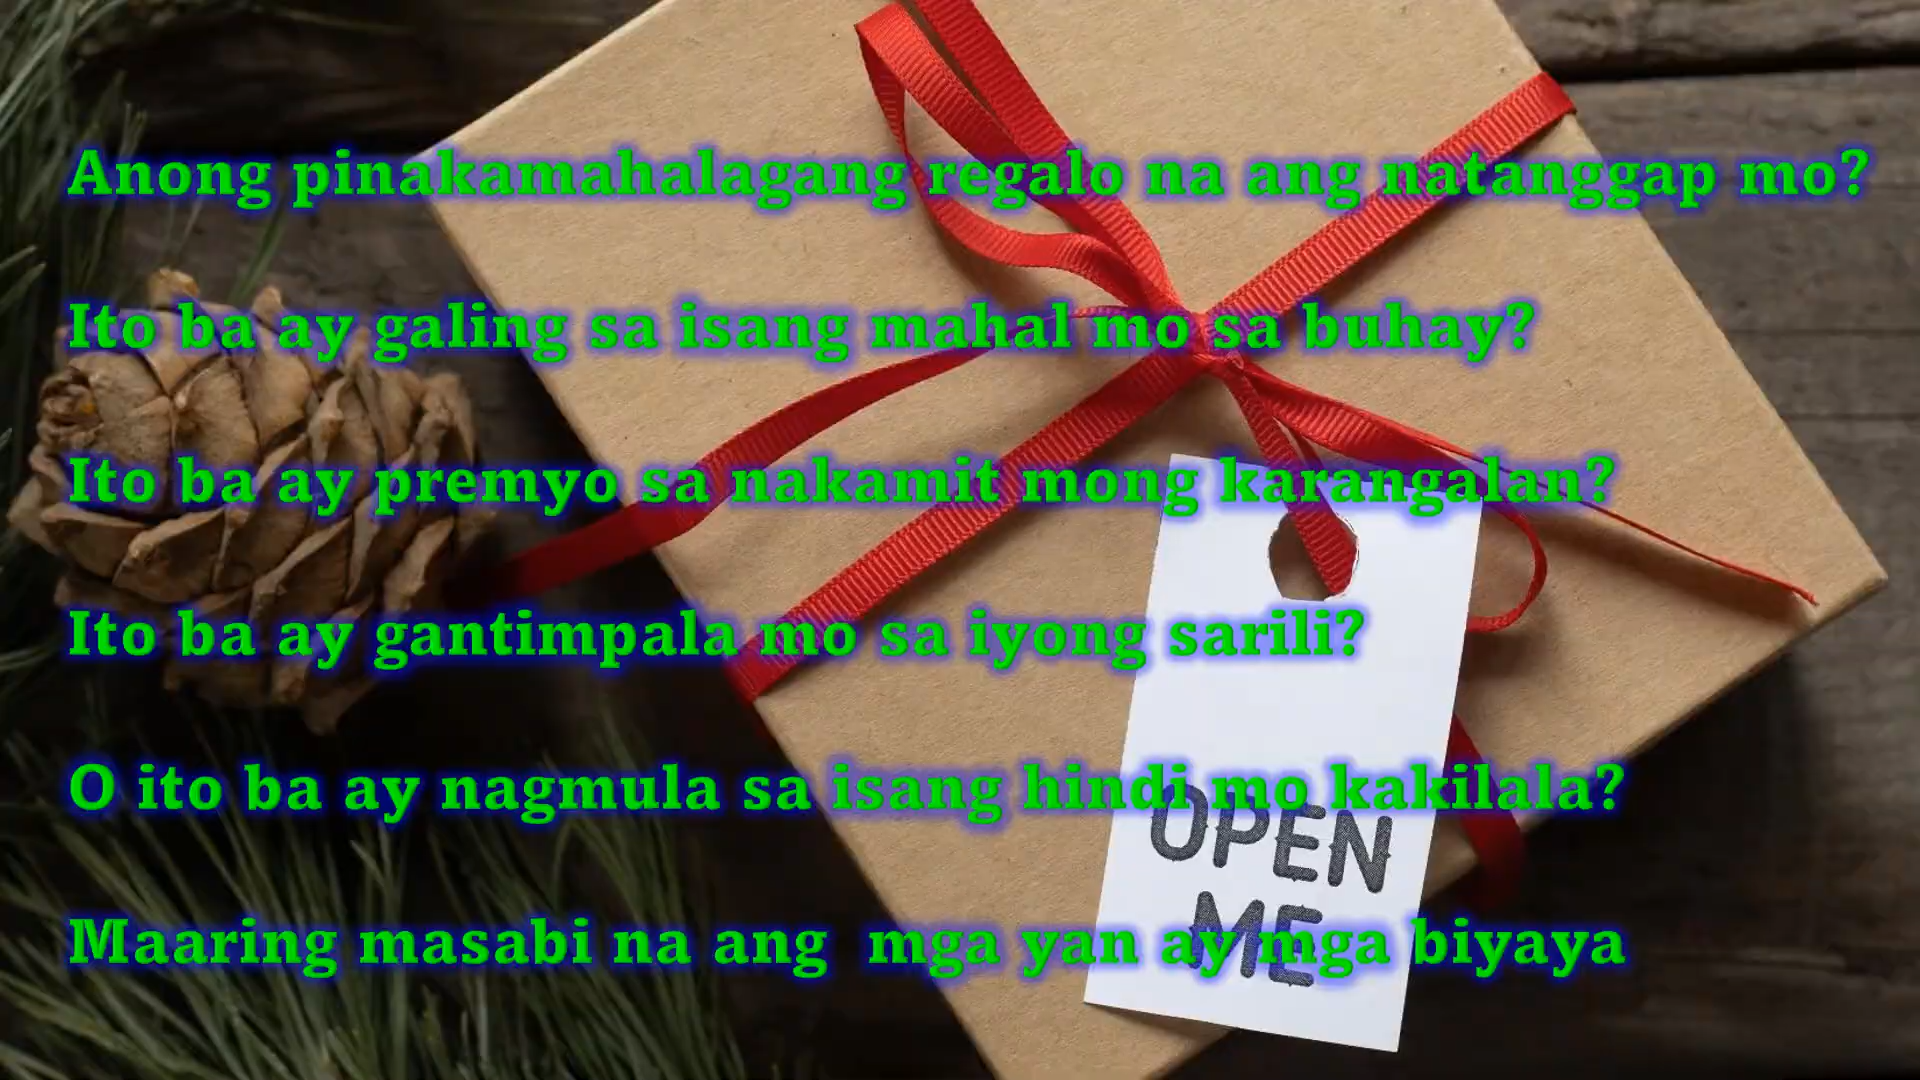 Anong pinakamahalagang regalo na ang natanggap mo?
Ito ba ay galing sa isang mahal mo sa buhay?
Ito ba ay premyo sa nakamit mong karangalan?
Ito ba ay gantimpala mo sa iyong sarili?
O ito ba ay nagmula sa isang hindi mo kakilala?
OPEN
Maaring masabi na ang  mga yan ay mga biyaya
ME